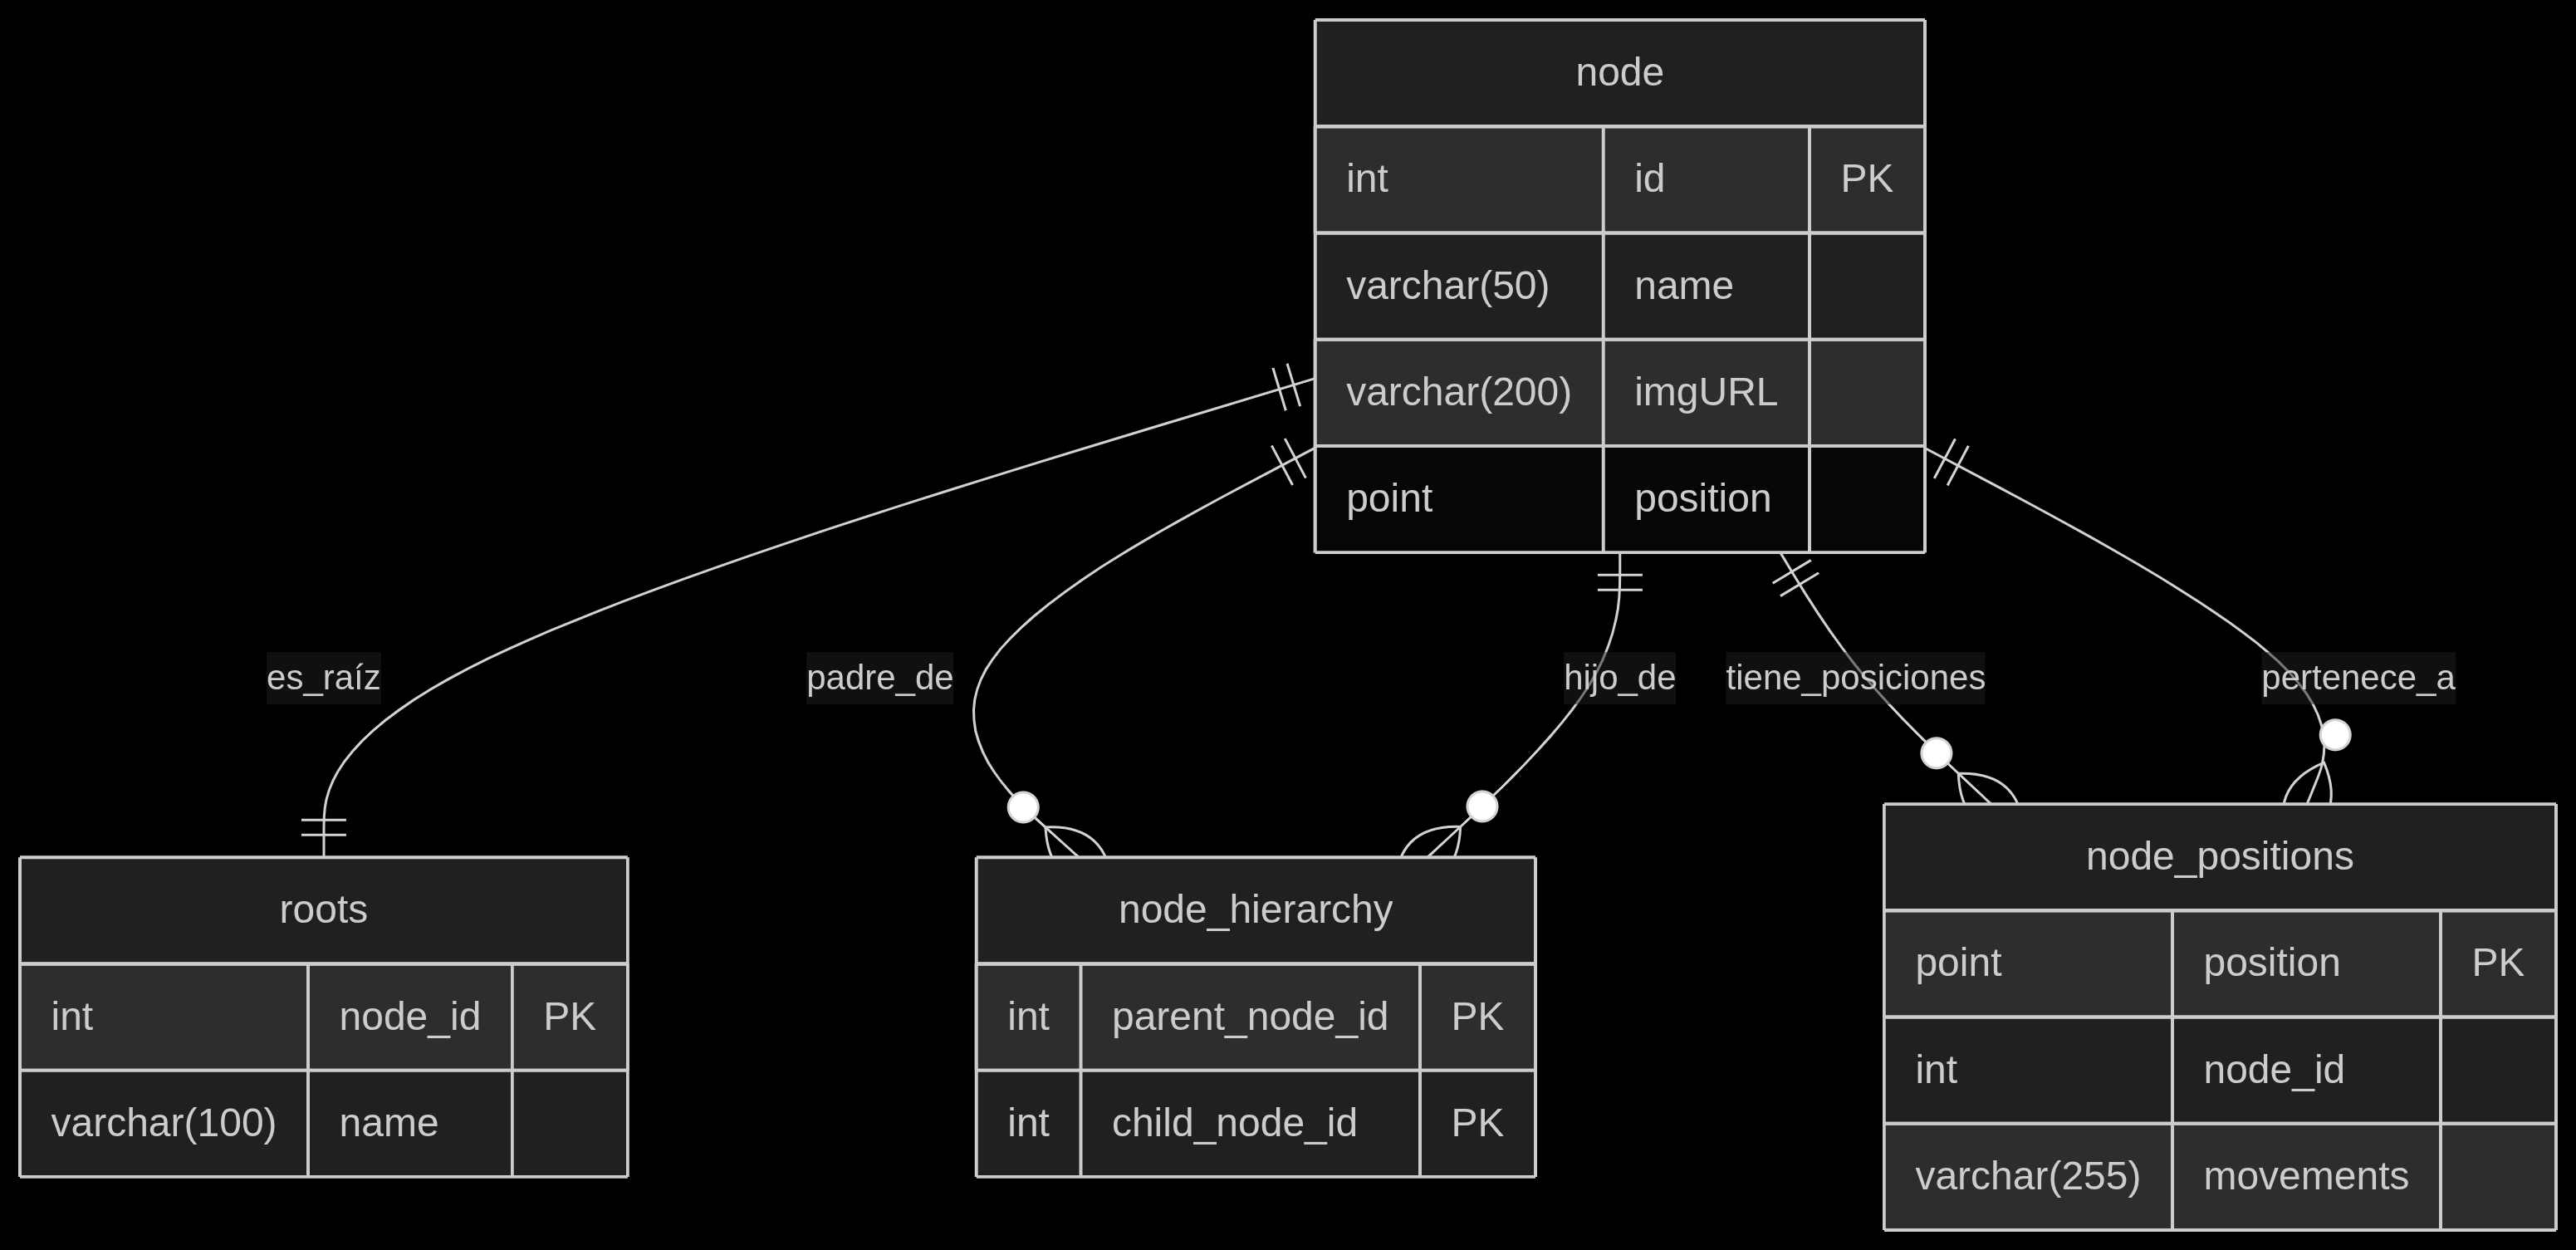 node
int id PK
varchar(50) name
varchar(200) imgURL
point position
es_raíz
padre_de
hijo_de
tiene_posiciones
pertenece_a
roots
int node_id PK
varchar(100) name
node_hierarchy
int parent_node_id PK
int child_node_id PK
node_positions
point position PK
int node_id
varchar(255) movements